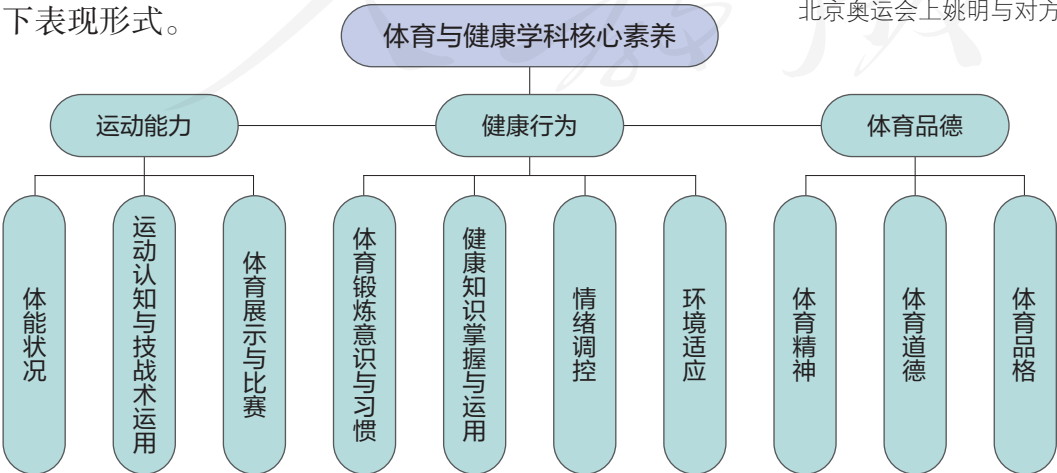 下表现形式。
北京奥运会上姚明与对方
体育与健康学科核心素养
运动能力
健康行为
体育品德
体能状况
运动认知与技战术运用
体育展示与比赛
体育锻炼意识与习惯
健康知识掌握与运用
情绪调控
环境适应
体育精神
体育道德
体育品格